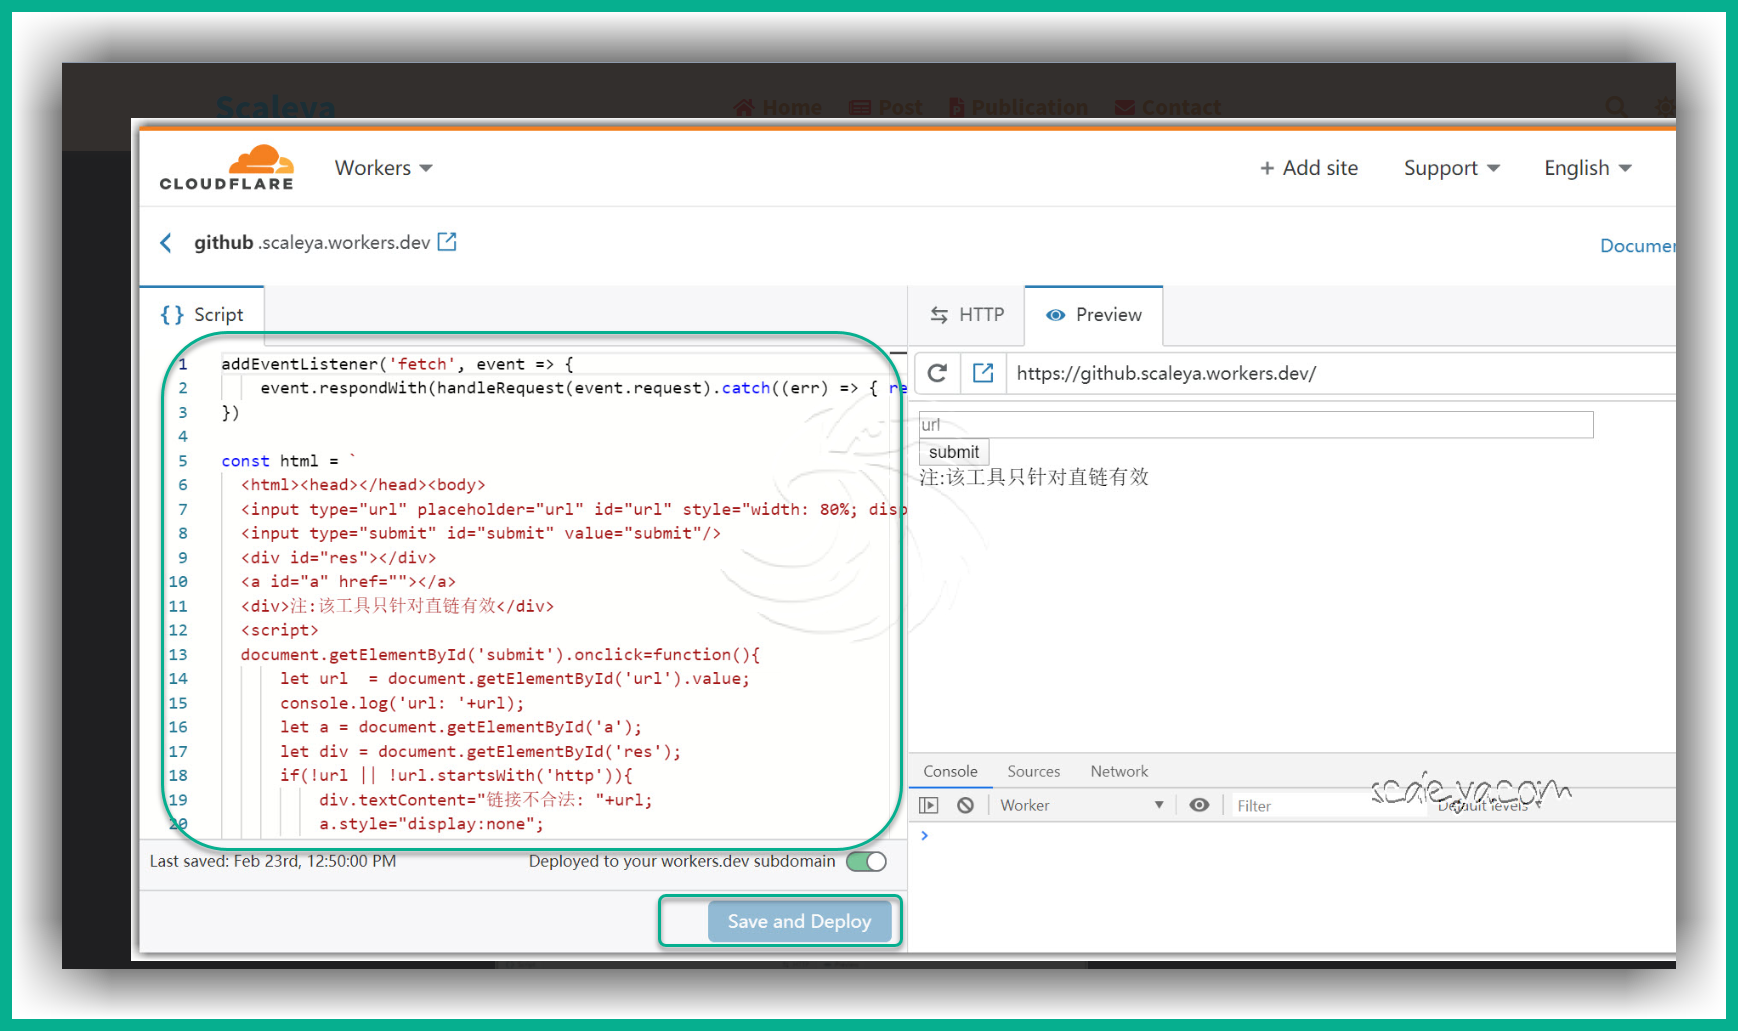 Scaleya
Home Post Publication Contact
CLOUDFLARE
Workers
+ Add site Support English
github.scaleya.workers.dev
Documen
{} Script
HTTP Preview
https://github.scaleya.workers.dev/
1 addEventListener('fetch', event => {
2 event.respondWith(handleRequest(event.request).catch((err) => { re
3 })
4
5 const html = `
6 <html><head></head><body>
7 <input type="url" placeholder="url" id="url" style="width: 80%; disp
8 <input type="submit" id="submit" value="submit"/>
9 <div id="res"></div>
10 <a id="a" href=""></a>
11 <div>注:该工具只针对直链有效</div>
12 <script>
13 document.getElementById('submit').onclick=function(){
14 let url  = document.getElementById('url').value;
15 console.log('url: '+url);
16 let a = document.getElementById('a');
17 let div = document.getElementById('res');
18 if(!url || !url.startsWith('http')){
19 div.textContent="链接不合法: "+url;
20 a.style="display:none";
Last saved: Feb 23rd, 12:50:00 PM
Deployed to your workers.dev subdomain
Save and Deploy
url
submit
注:该工具只针对直链有效
Console Sources Network
Worker
Filter
Default levels
scaleya.com
>